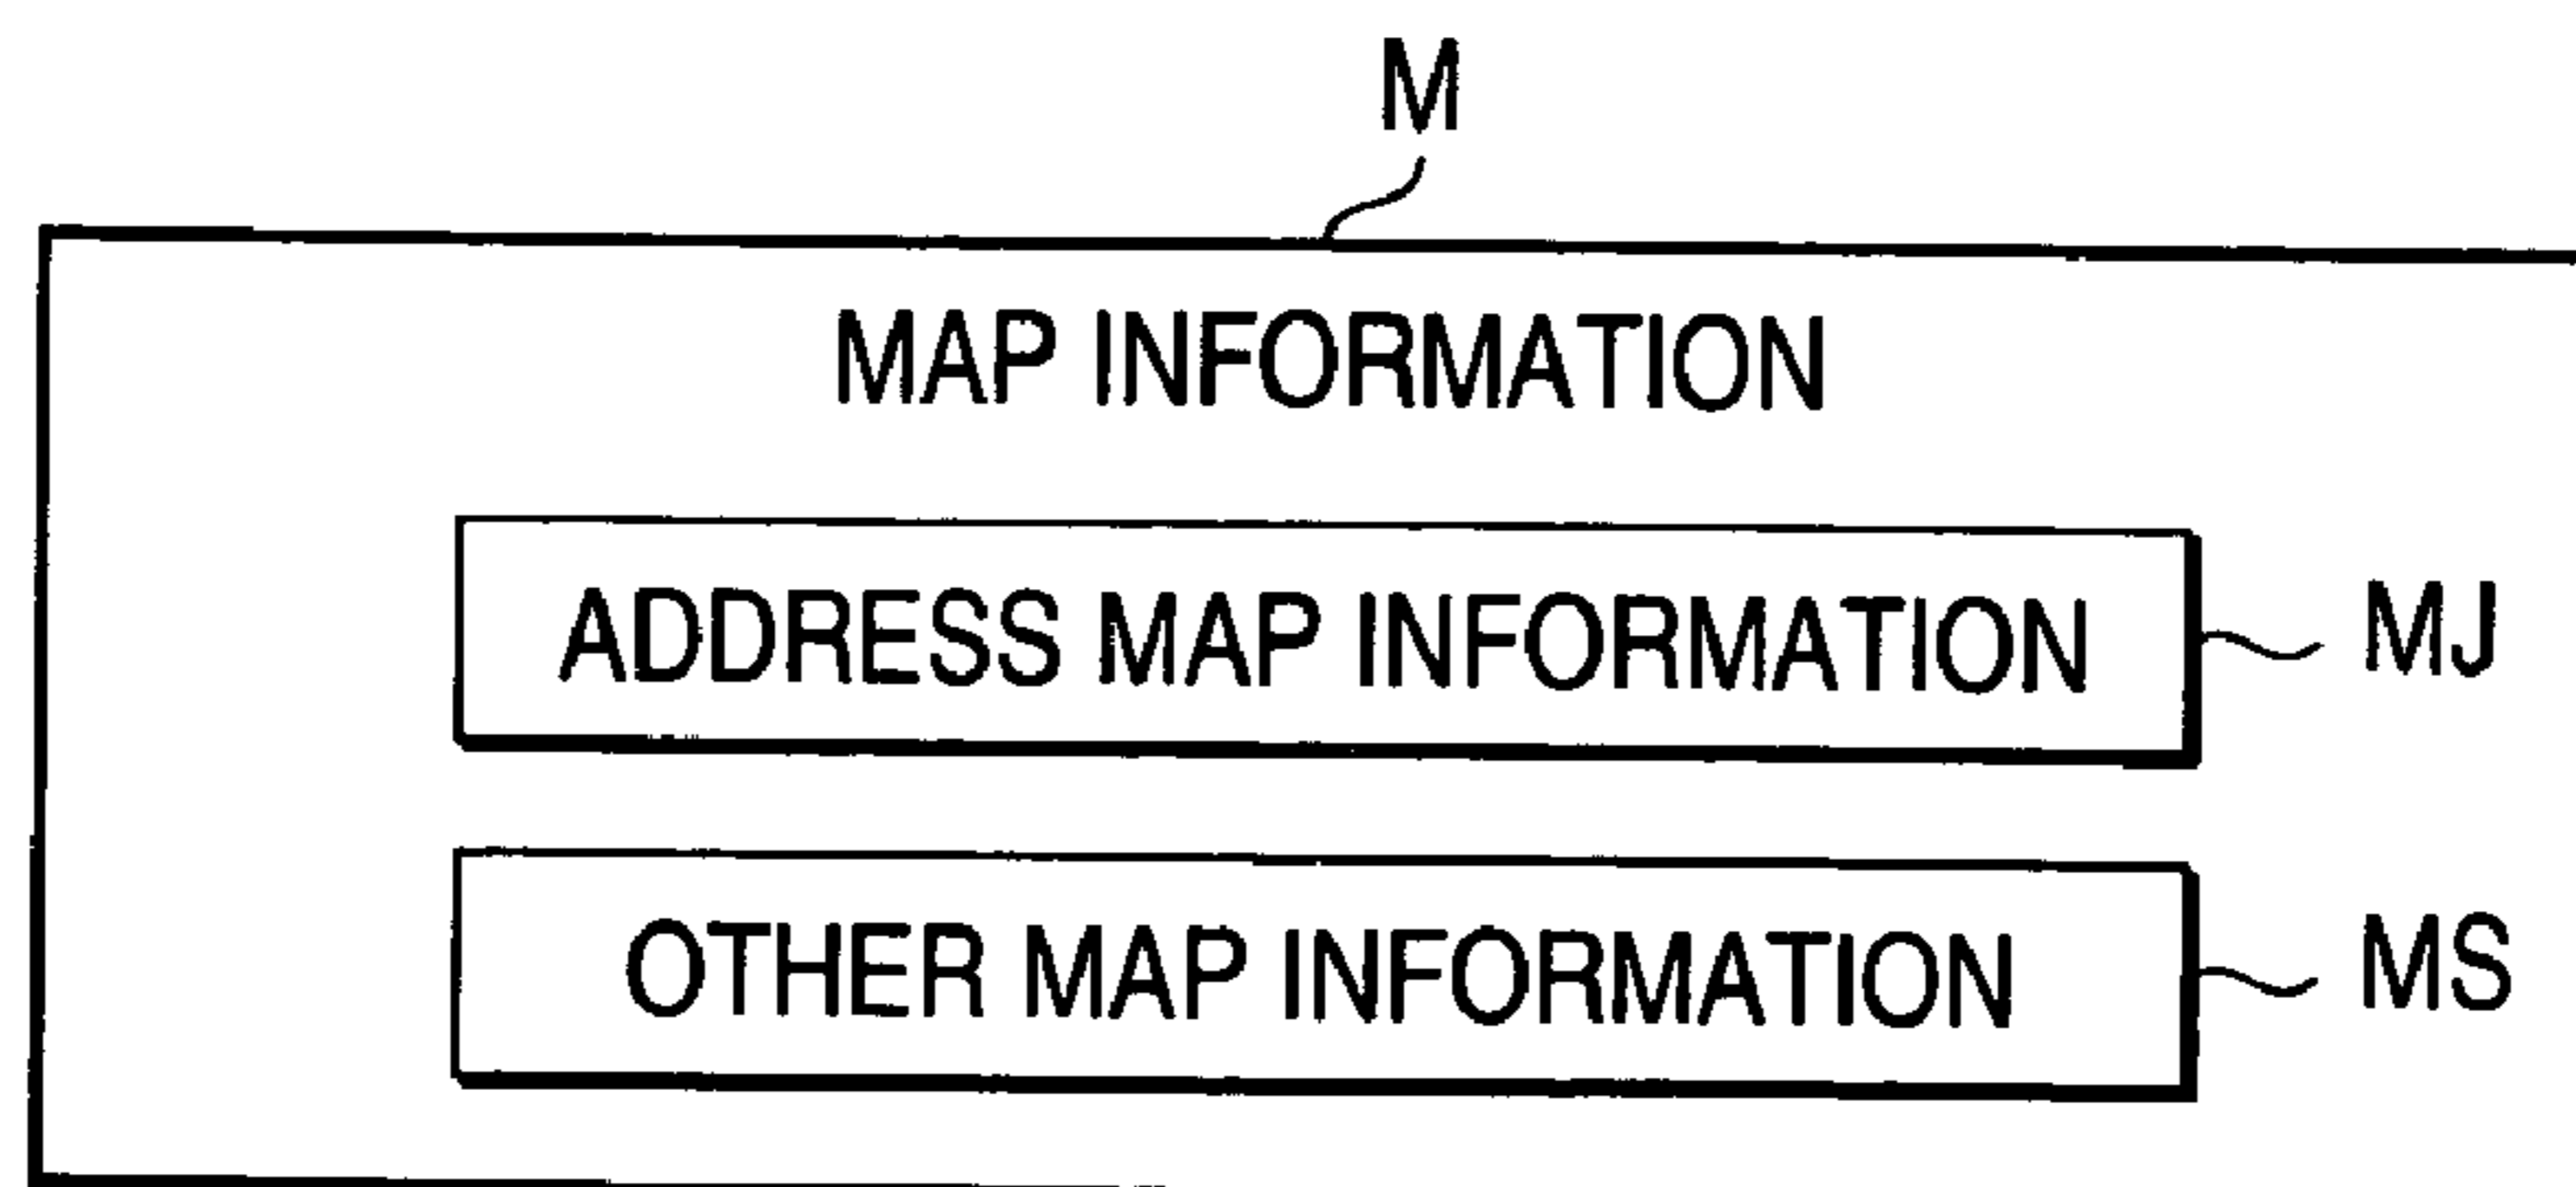 M
MAP INFORMATION
ADDRESS MAP INFORMATION
MJ
OTHER MAP INFORMATION
MS